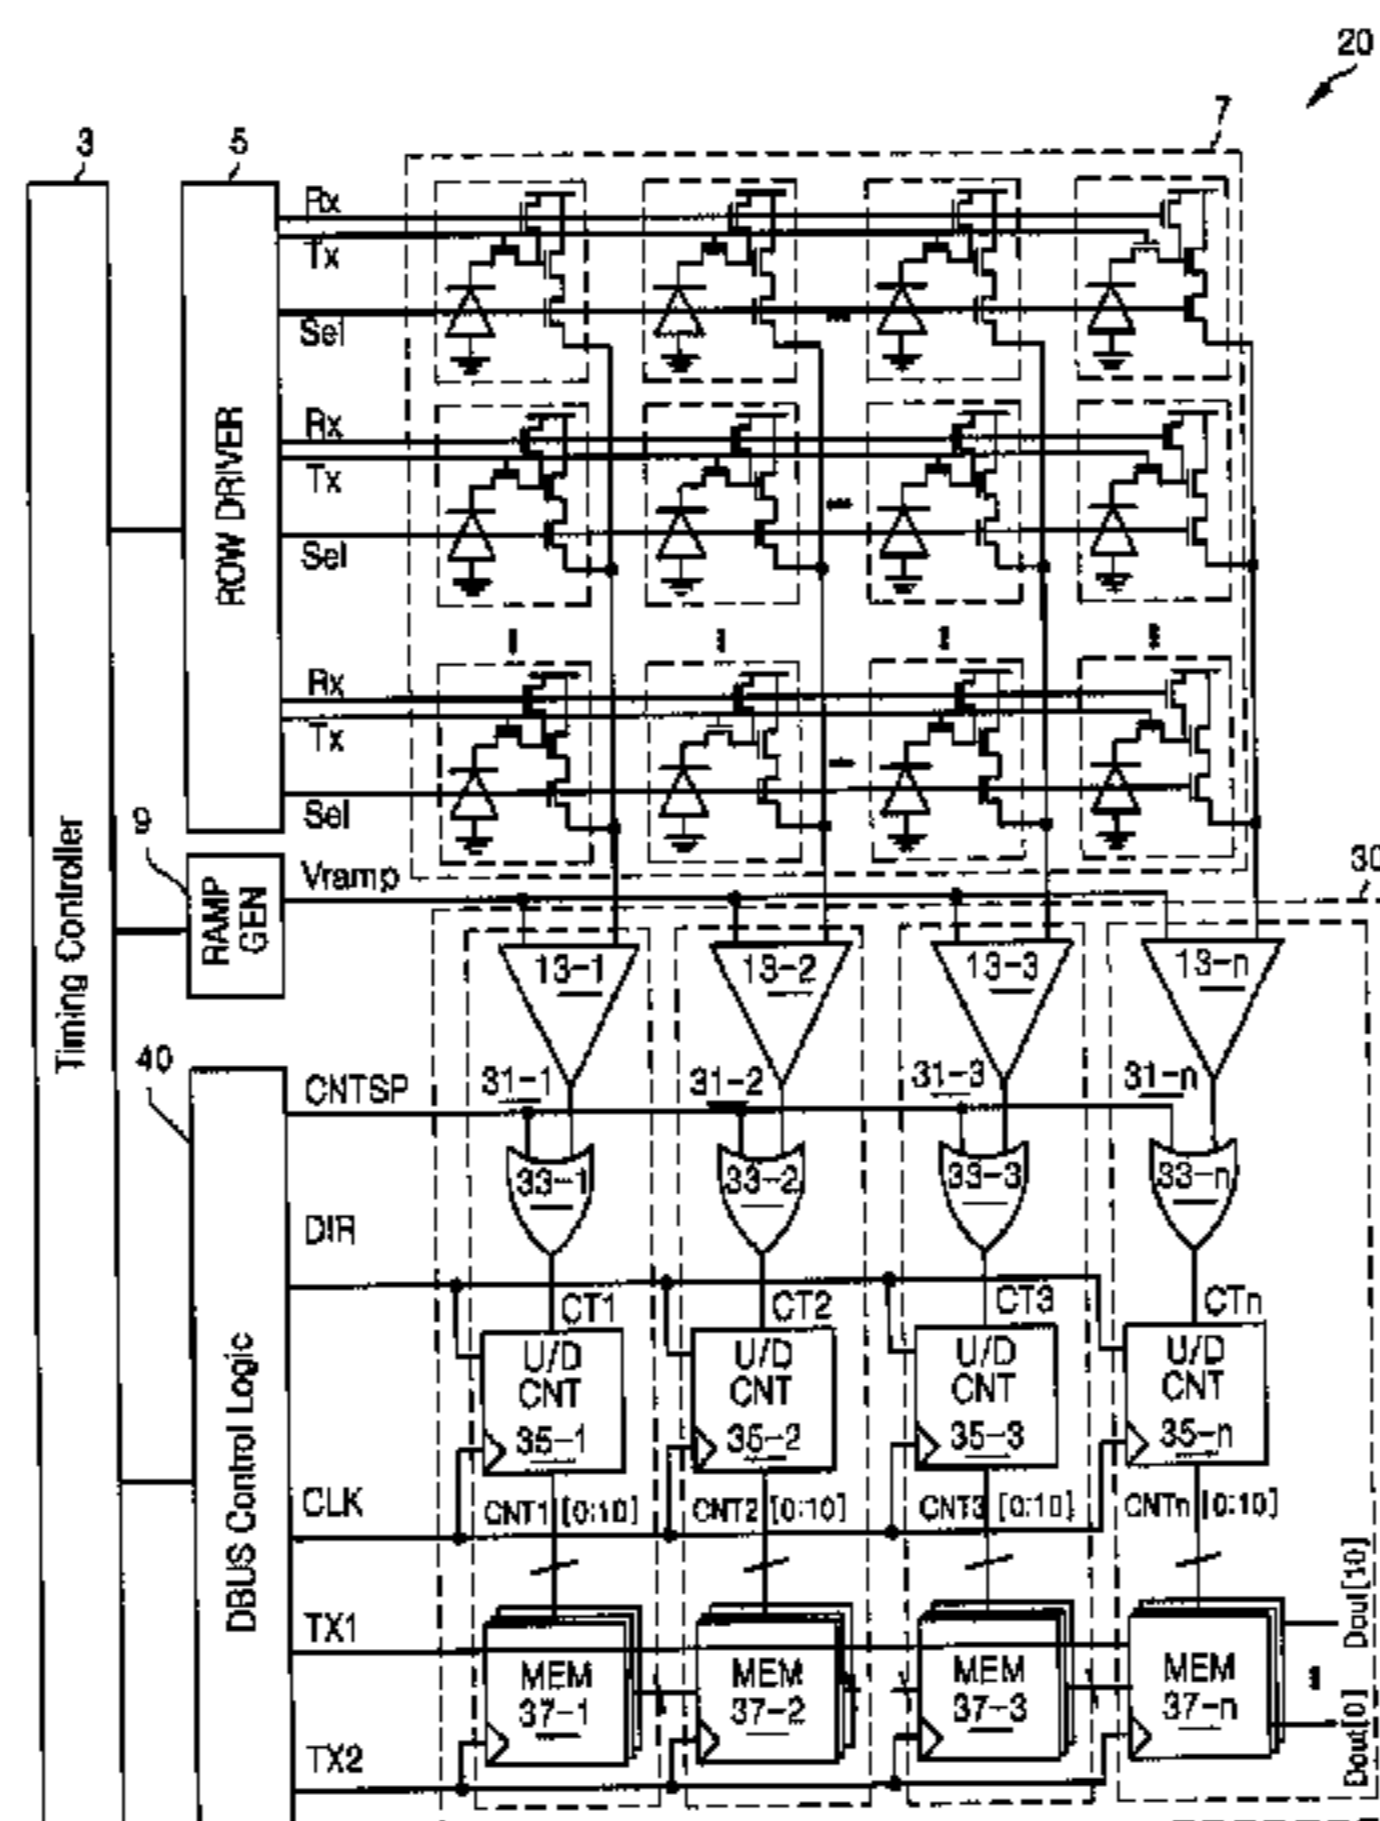 20
7
3
5
Rx
Tx
Sel
Rx
Tx
Sel
Rx
Tx
Sel
ROW DRIVER
Timing Controller
9
RAMP
GEN
Vramp
30
13-1
13-2
13-3
13-n
40
CNTSP
31-1
31-2
31-3
31-n
33-1
33-2
33-3
33-n
DIR
CT1
CT2
CT3
CTn
U/D
CNT
35-1
U/D
CNT
35-2
U/D
CNT
35-3
U/D
CNT
35-n
DBUS Control Logic
CLK
CNT1 [0:10]
CNT2 [0:10]
CNT3 [0:10]
CNTn [0:10]
TX1
MEM
37-1
MEM
37-2
MEM
37-3
MEM
37-n
Dout[10]
Dout[0]
TX2